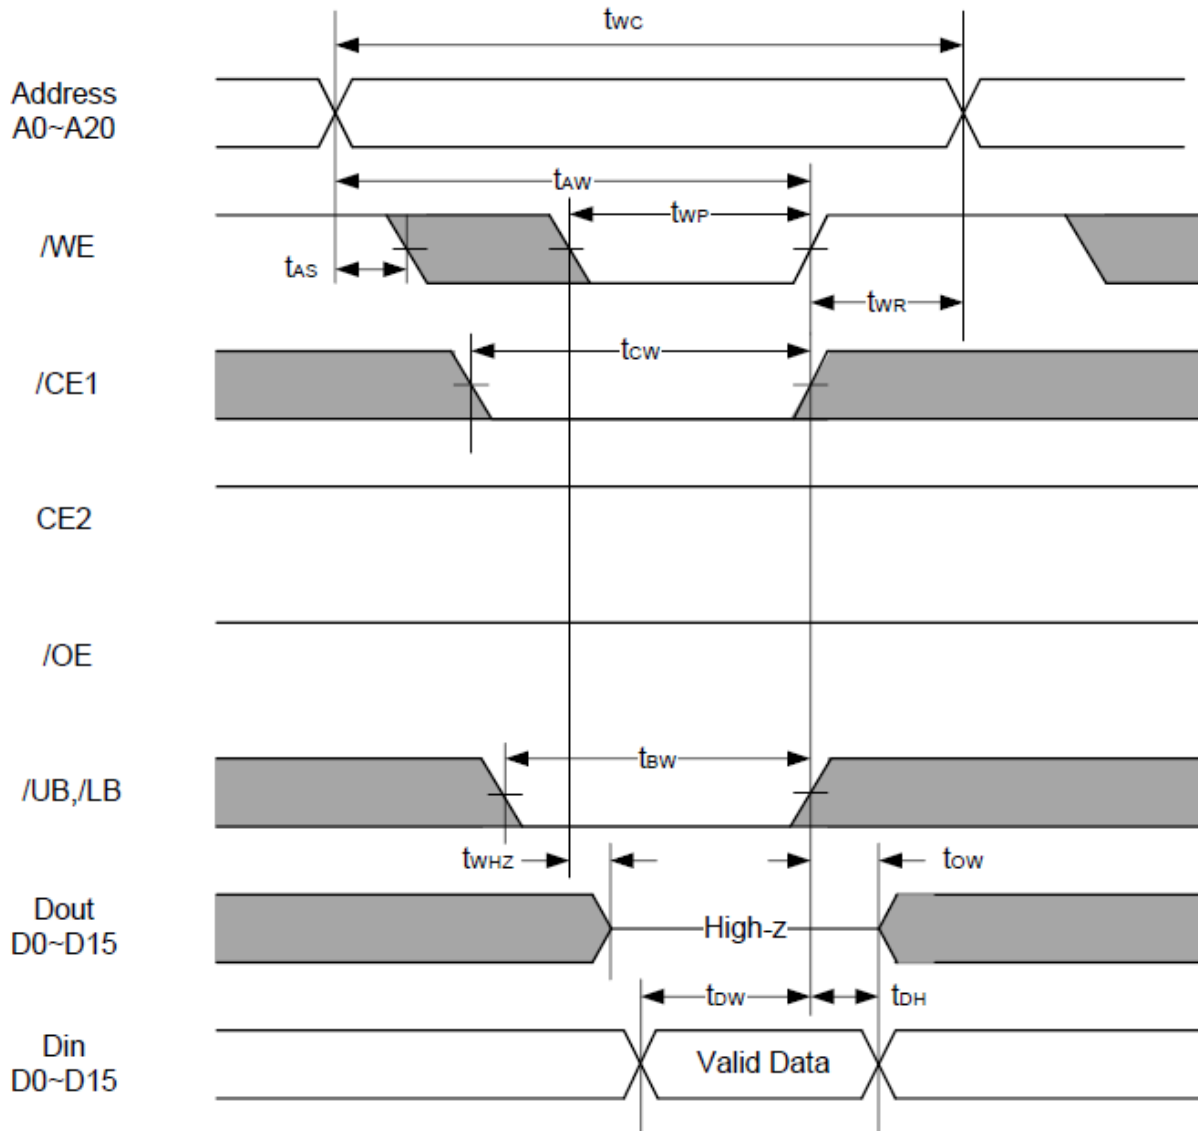 tWC
Address
A0~A20
tAW
tWP
/WE
tAS
tWR
tCW
/CE1
CE2
/OE
tBW
/UB,/LB
tWHZ
tOW
Dout
D0~D15
High-z
tDW
tDH
Din
D0~D15
Valid Data